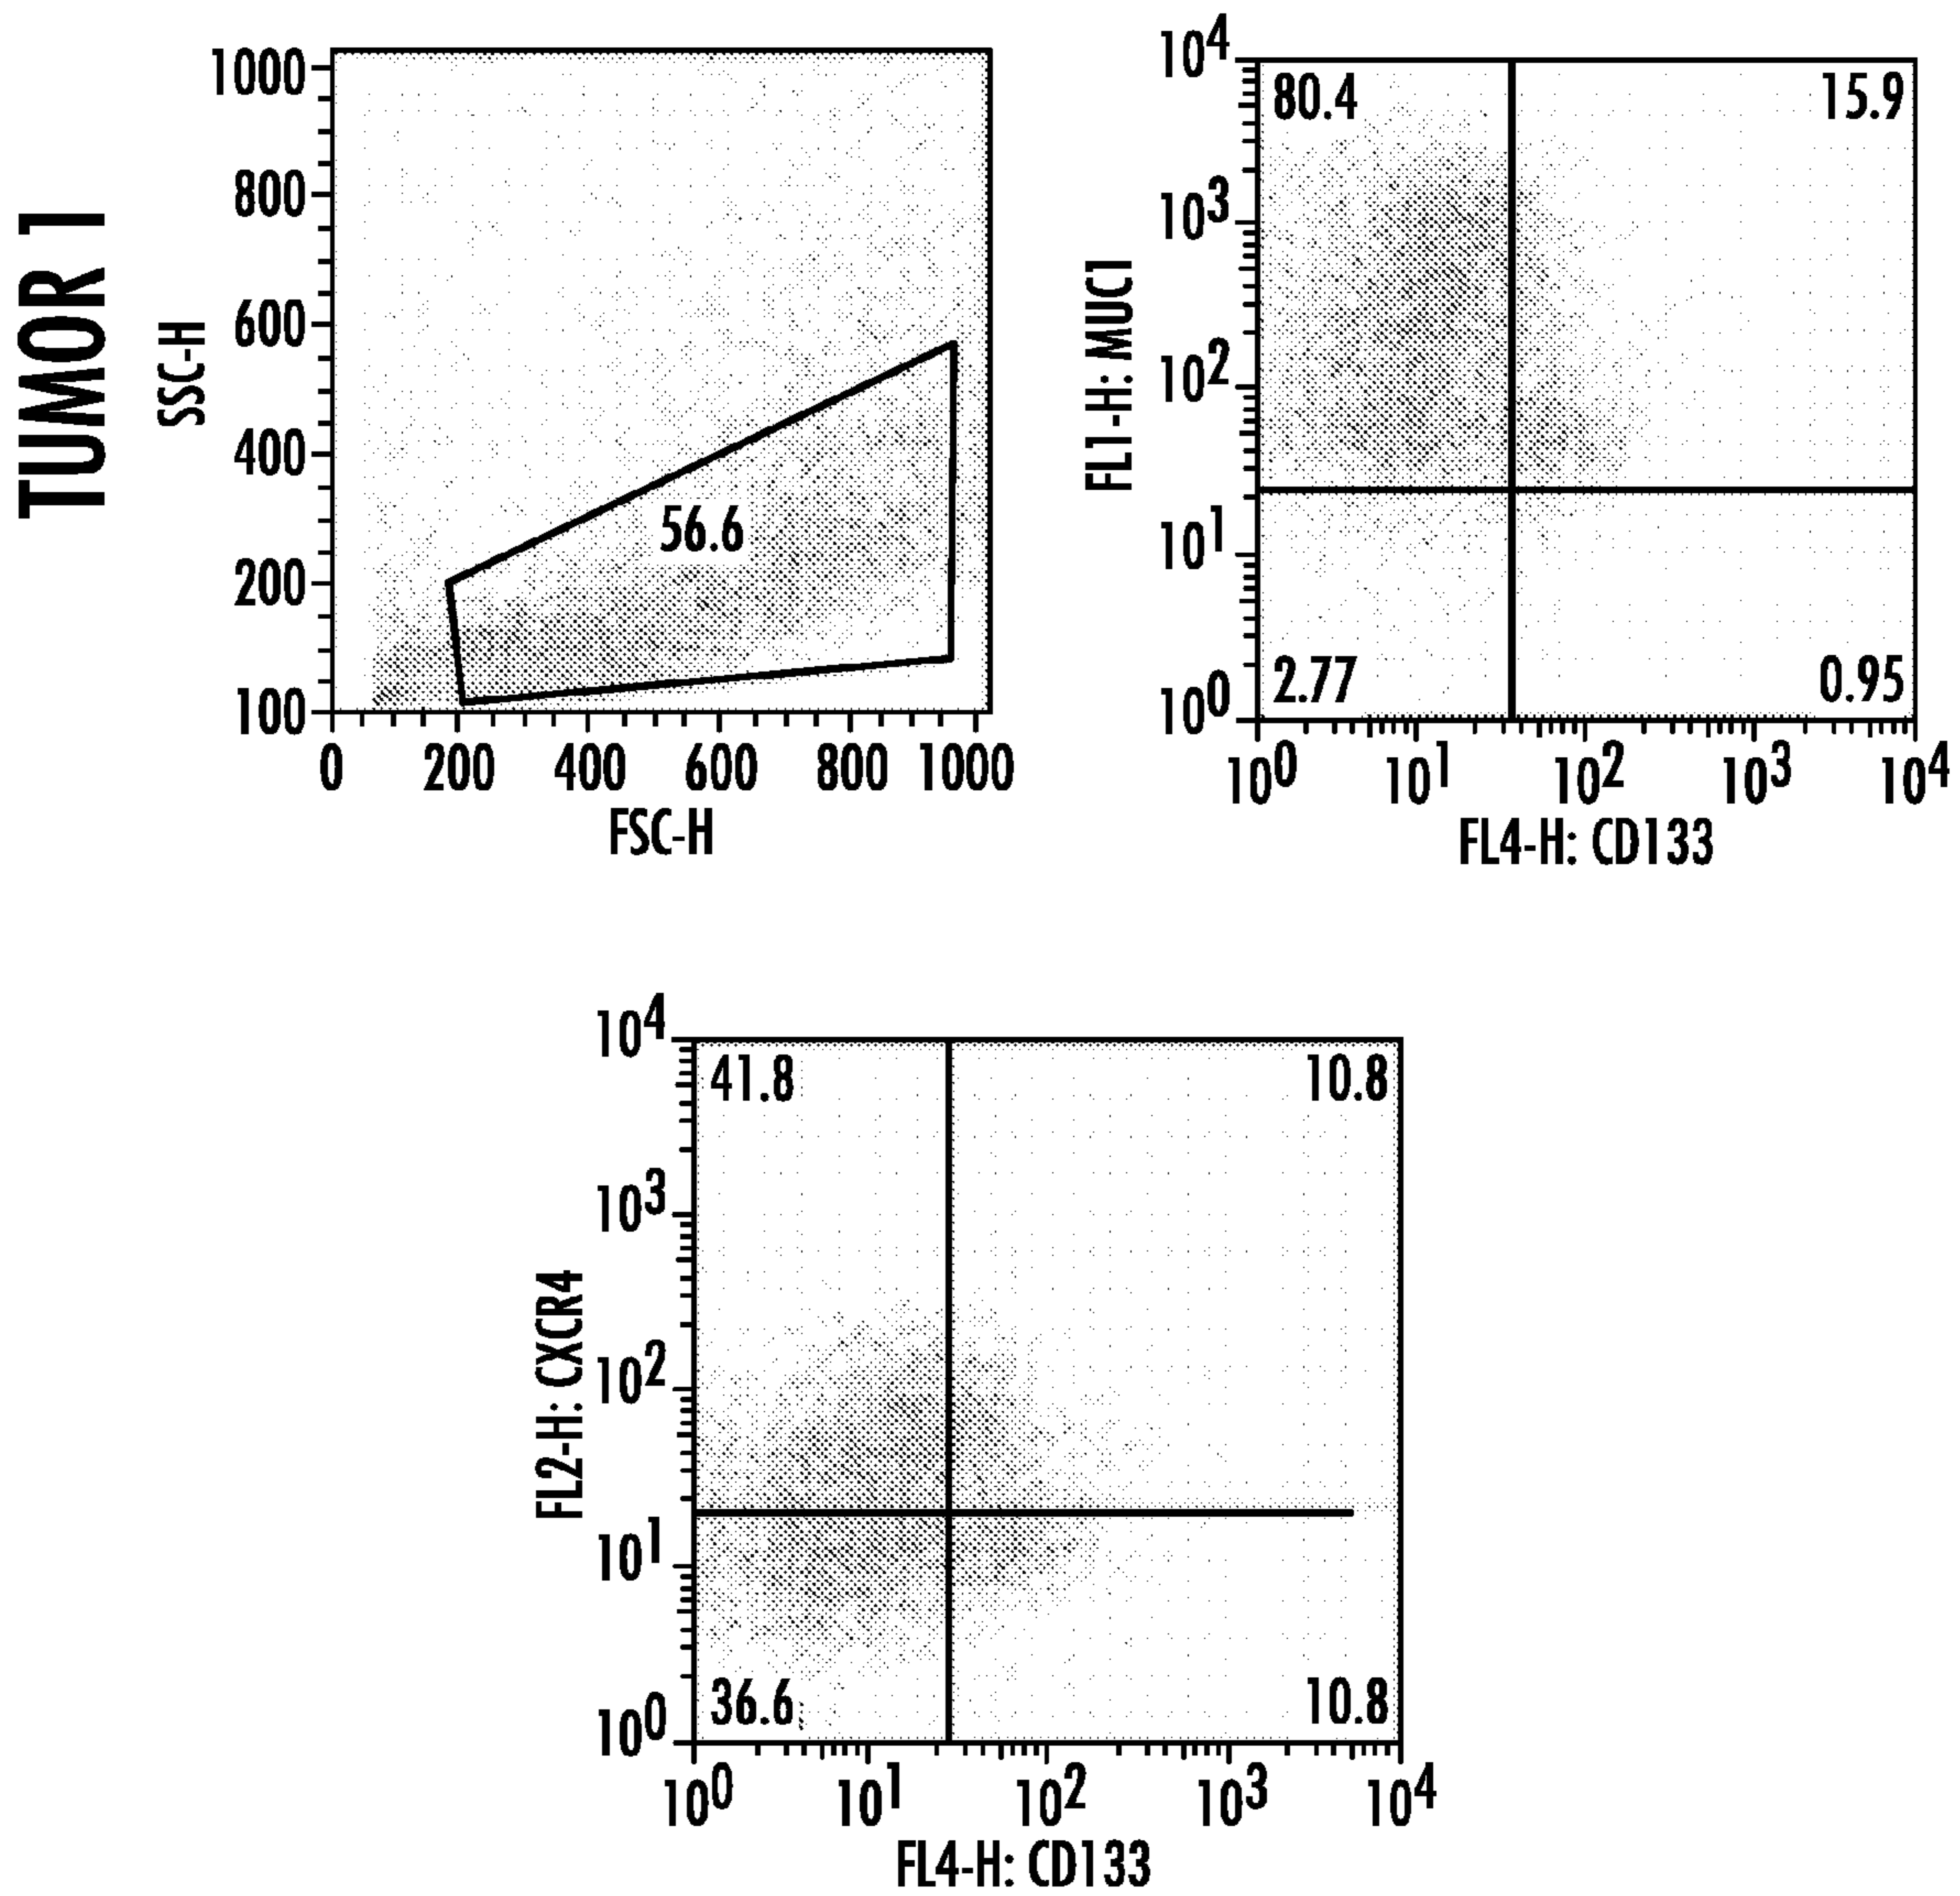 TUMOR 1
SSC-H
1000
800
600
400
200
100
56.6
0 200 400 600 800 1000
FSC-H
FL1-H: MUC1
10⁴
10³
10²
10¹
10⁰
80.4 15.9
2.77 0.95
10⁰ 10¹ 10² 10³ 10⁴
FL4-H: CD133
FL2-H: CXCR4
10⁴
10³
10²
10¹
10⁰
41.8 10.8
36.6 10.8
10⁰ 10¹ 10² 10³ 10⁴
FL4-H: CD133